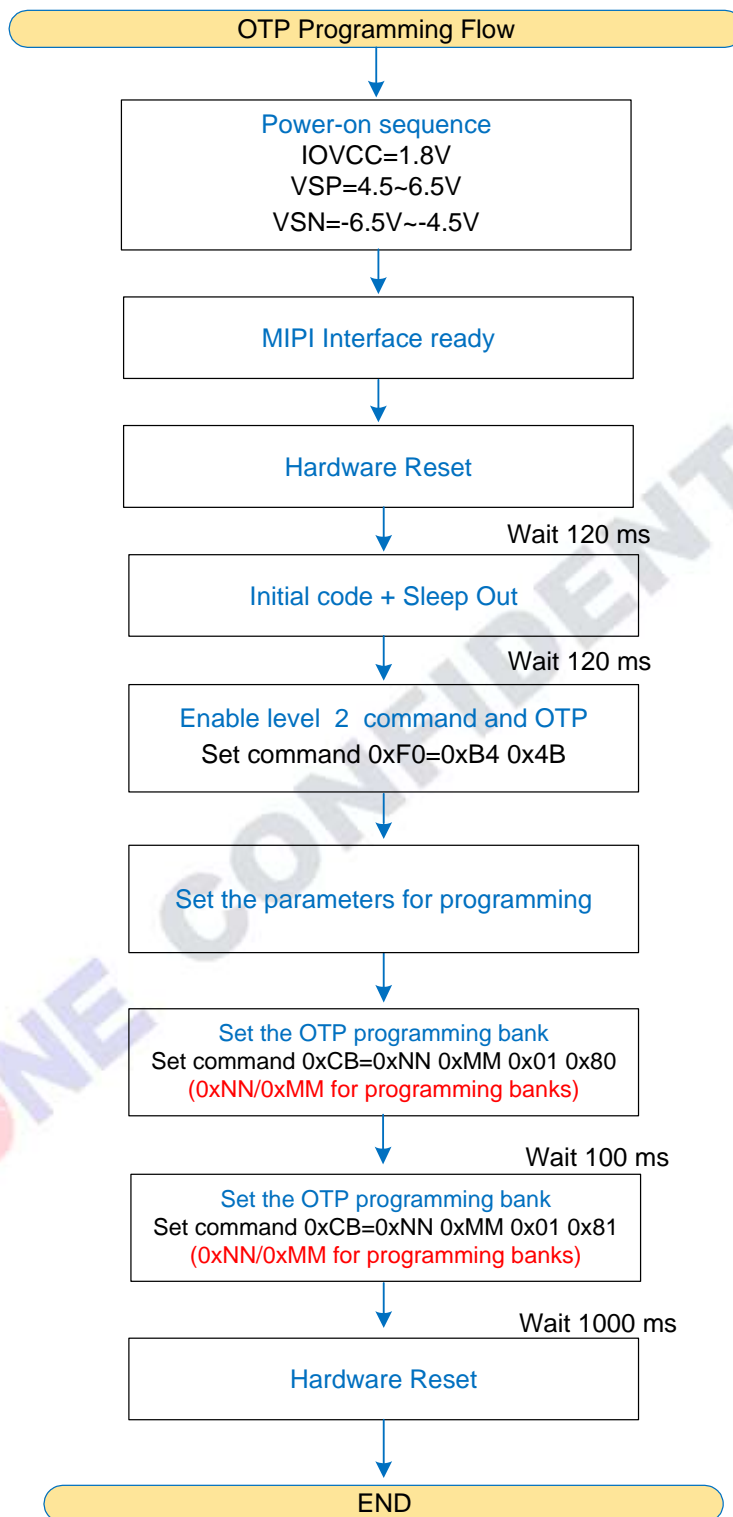 OTP Programming Flow
Power-on sequence
IOVCC=1.8V
VSP=4.5~6.5V
VSN=-6.5V~-4.5V
MIPI Interface ready
Hardware Reset
Wait 120 ms
Initial code + Sleep Out
Wait 120 ms
Enable level 2 command and OTP
Set command 0xF0=0xB4 0x4B
Set the parameters for programming
Set the OTP programming bank
Set command 0xCB=0xNN 0xMM 0x01 0x80
(0xNN/0xMM for programming banks)
Wait 100 ms
Set the OTP programming bank
Set command 0xCB=0xNN 0xMM 0x01 0x81
(0xNN/0xMM for programming banks)
Wait 1000 ms
Hardware Reset
END
NE CONFIDENT